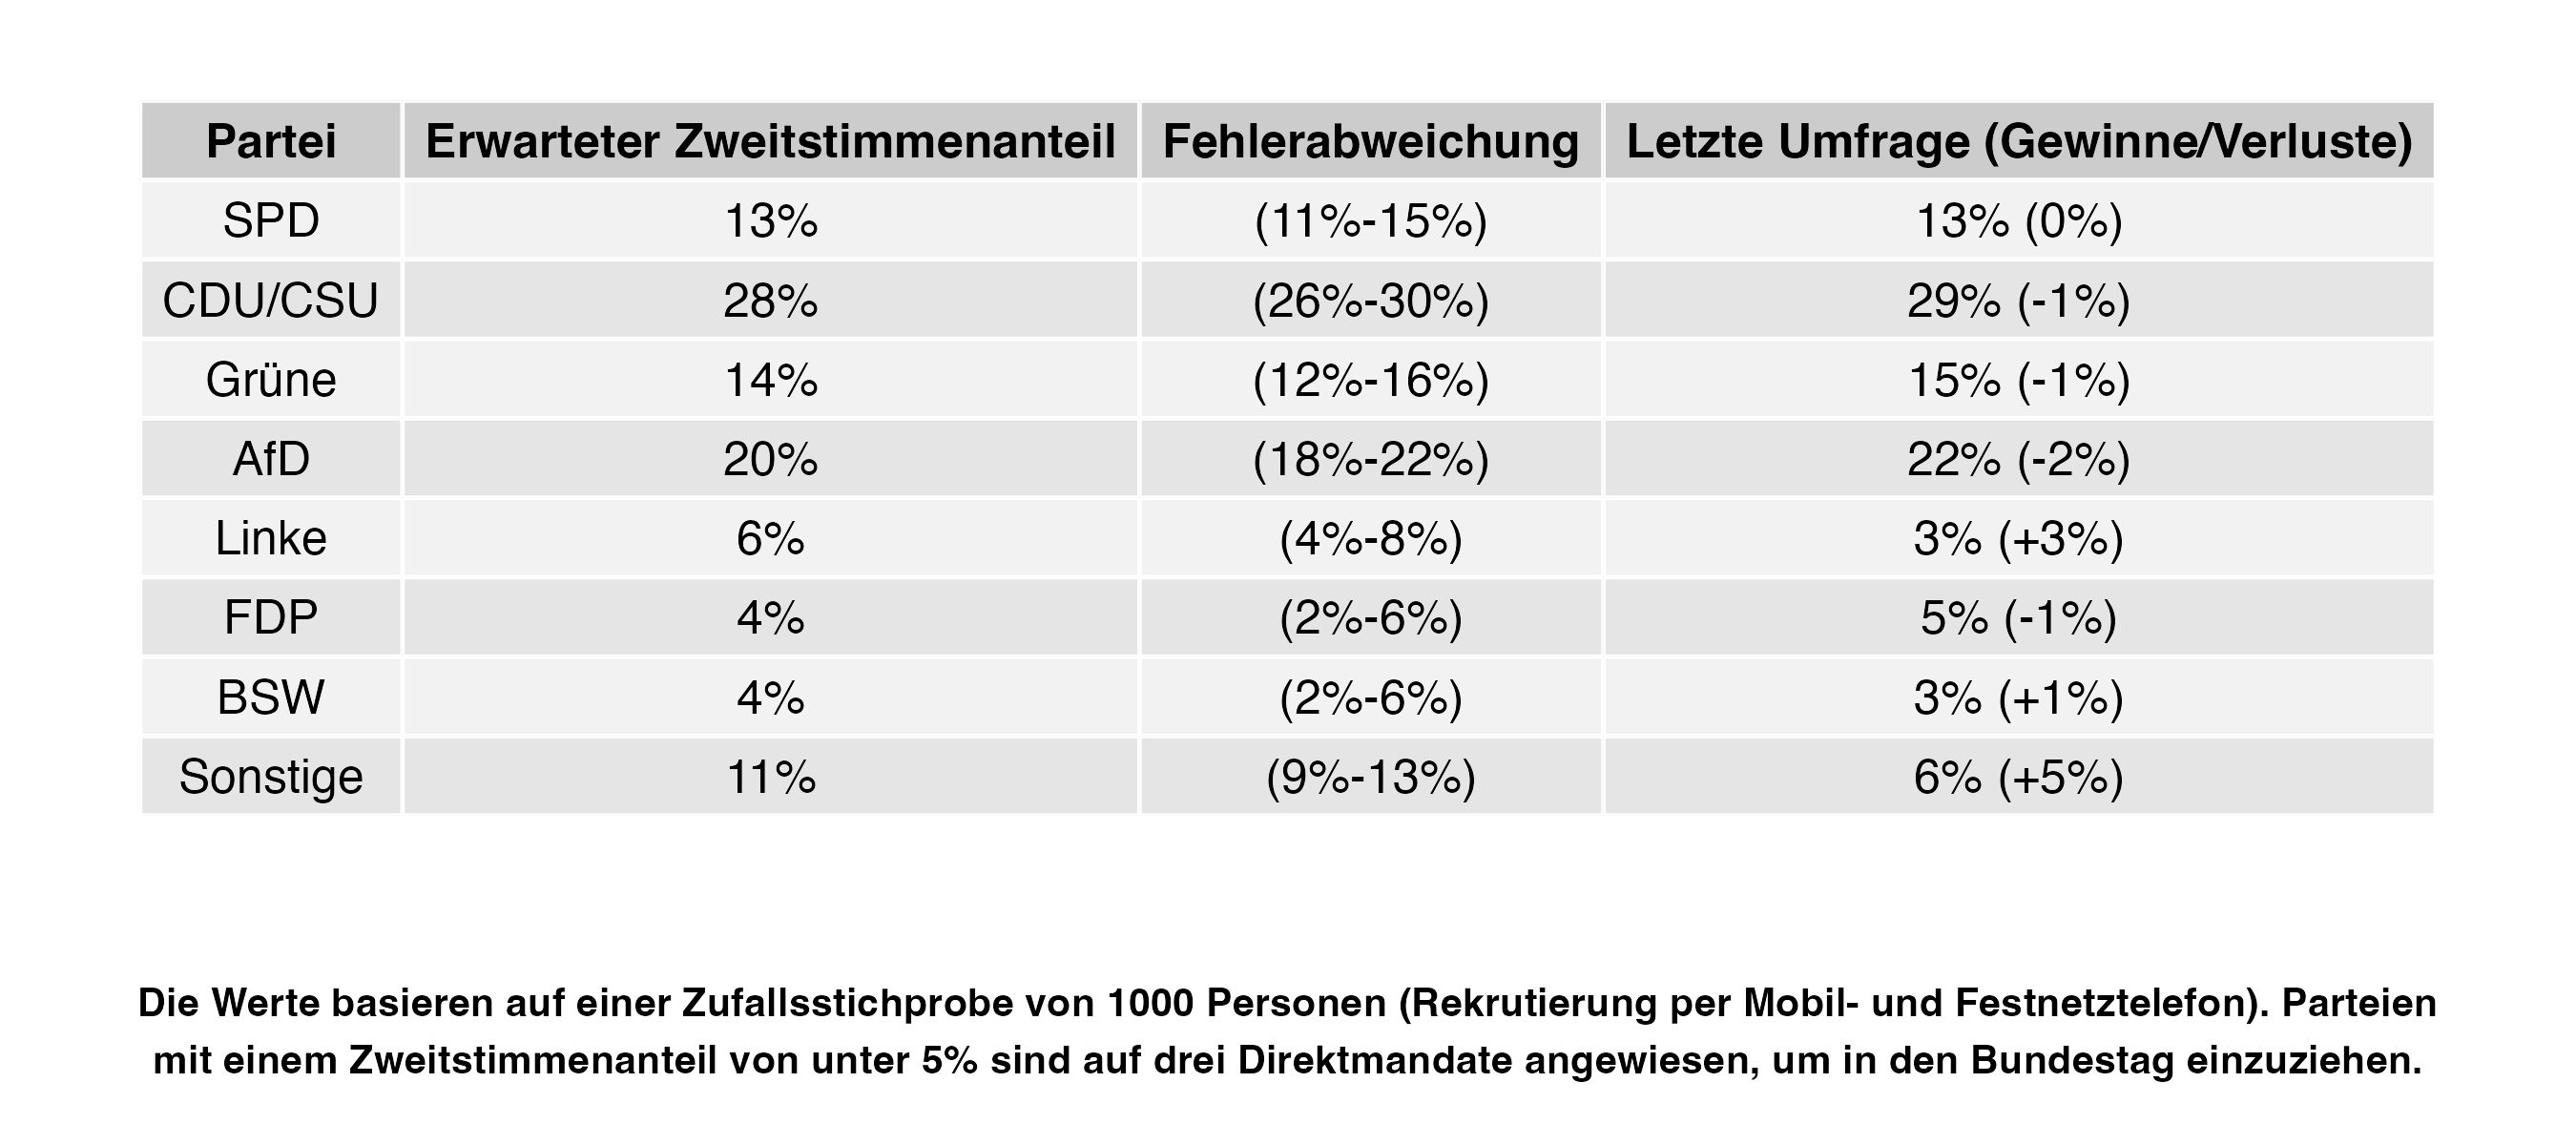 Partei Erwarteter Zweitstimmenanteil Fehlerabweichung Letzte Umfrage (Gewinne/Verluste)
SPD 13% (11%-15%) 13% (0%)
CDU/CSU 28% (26%-30%) 29% (-1%)
Grüne 14% (12%-16%) 15% (-1%)
AfD 20% (18%-22%) 22% (-2%)
Linke 6% (4%-8%) 3% (+3%)
FDP 4% (2%-6%) 5% (-1%)
BSW 4% (2%-6%) 3% (+1%)
Sonstige 11% (9%-13%) 6% (+5%)
Die Werte basieren auf einer Zufallsstichprobe von 1000 Personen (Rekrutierung per Mobil- und Festnetztelefon). Parteien
mit einem Zweitstimmenanteil von unter 5% sind auf drei Direktmandate angewiesen, um in den Bundestag einzuziehen.